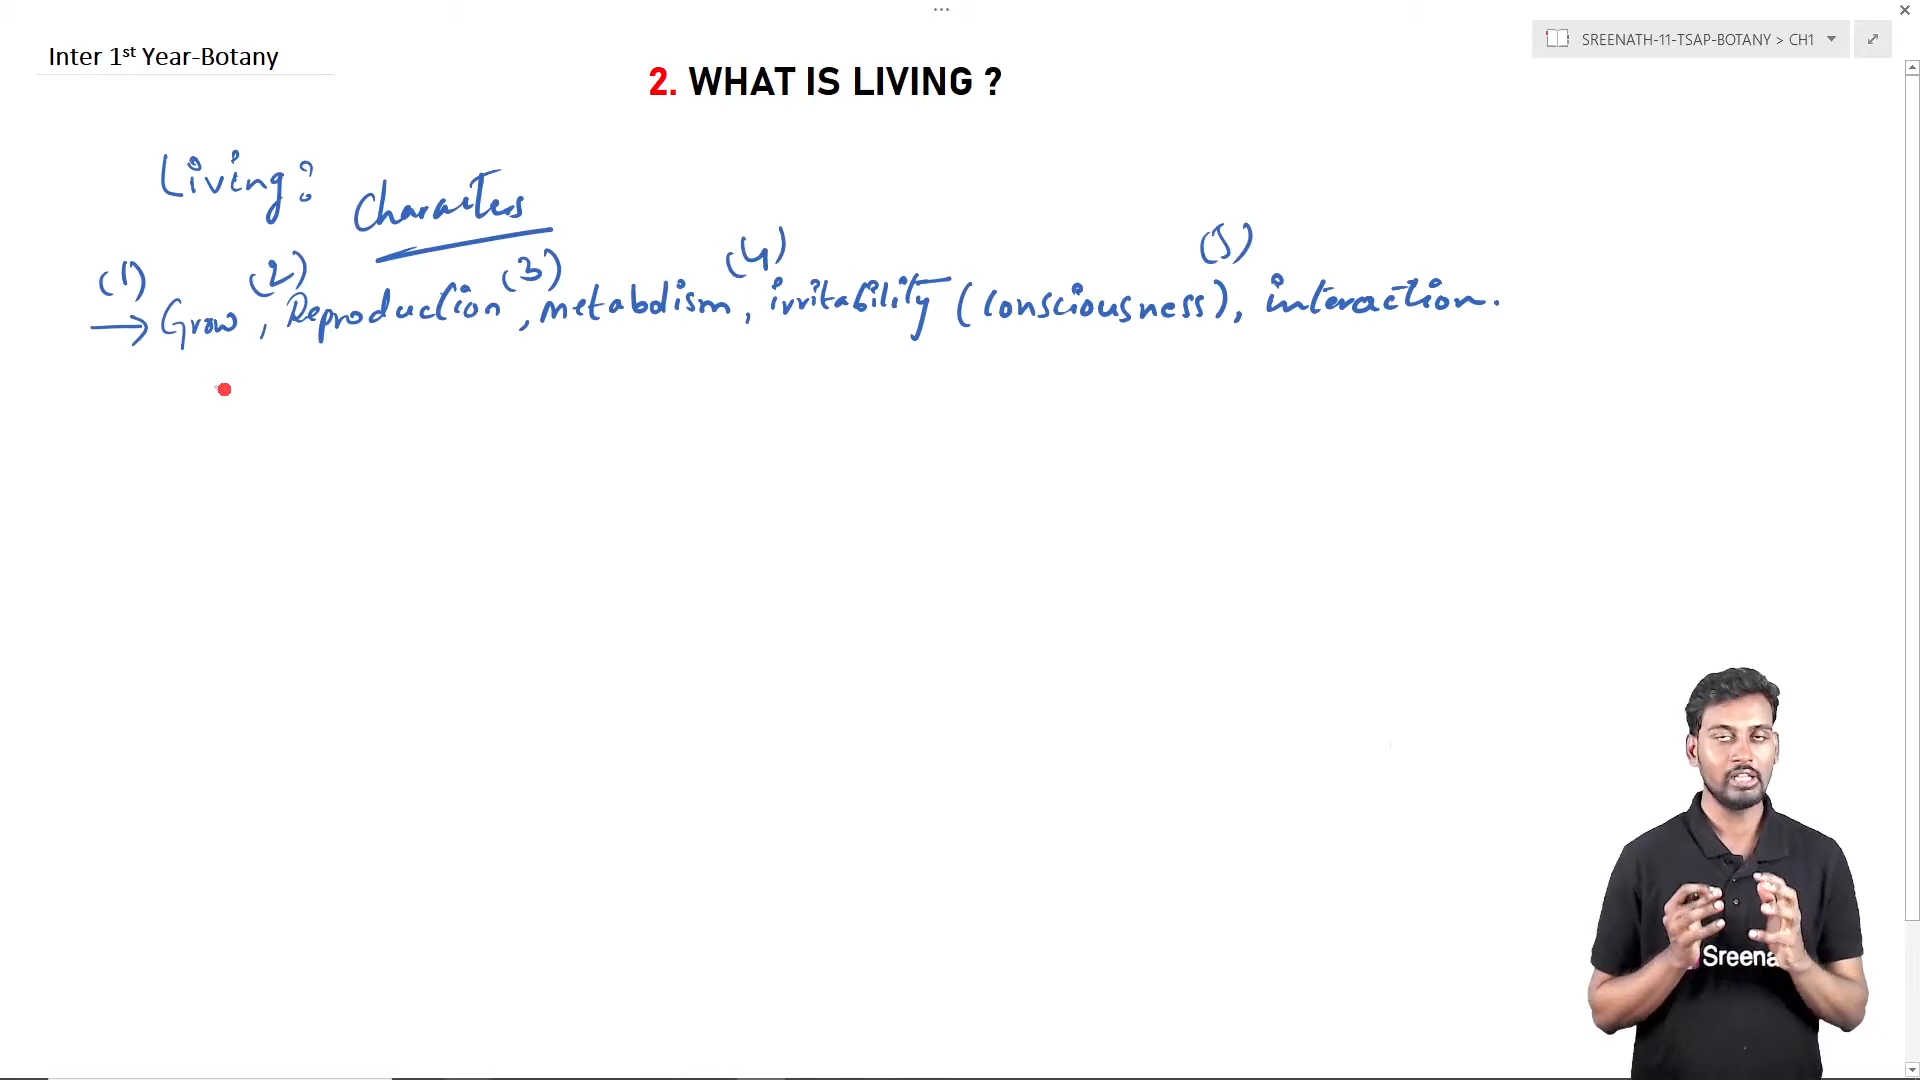 ...
Inter 1st Year-Botany
SREENATH-11-TSAP-BOTANY > CH1
2. WHAT IS LIVING ?
Living:
Characters
(1) (2) (3) (4) (5)
→ Grow, Reproduction, metabolism, irritability (consciousness), interaction.
Sreena